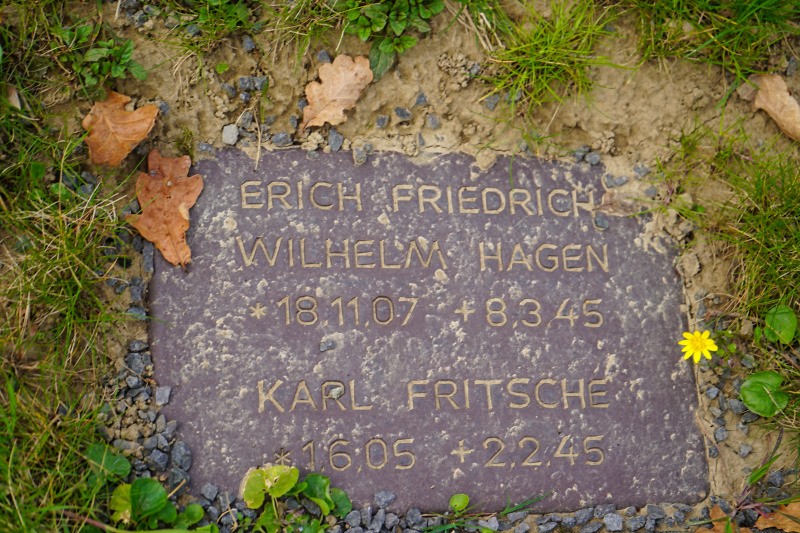 ERICH FRIEDRICH
WILHELM HAGEN
*18.11.07 +8.3.45
KARL FRITSCHE
*1.6.05 +2.2.45